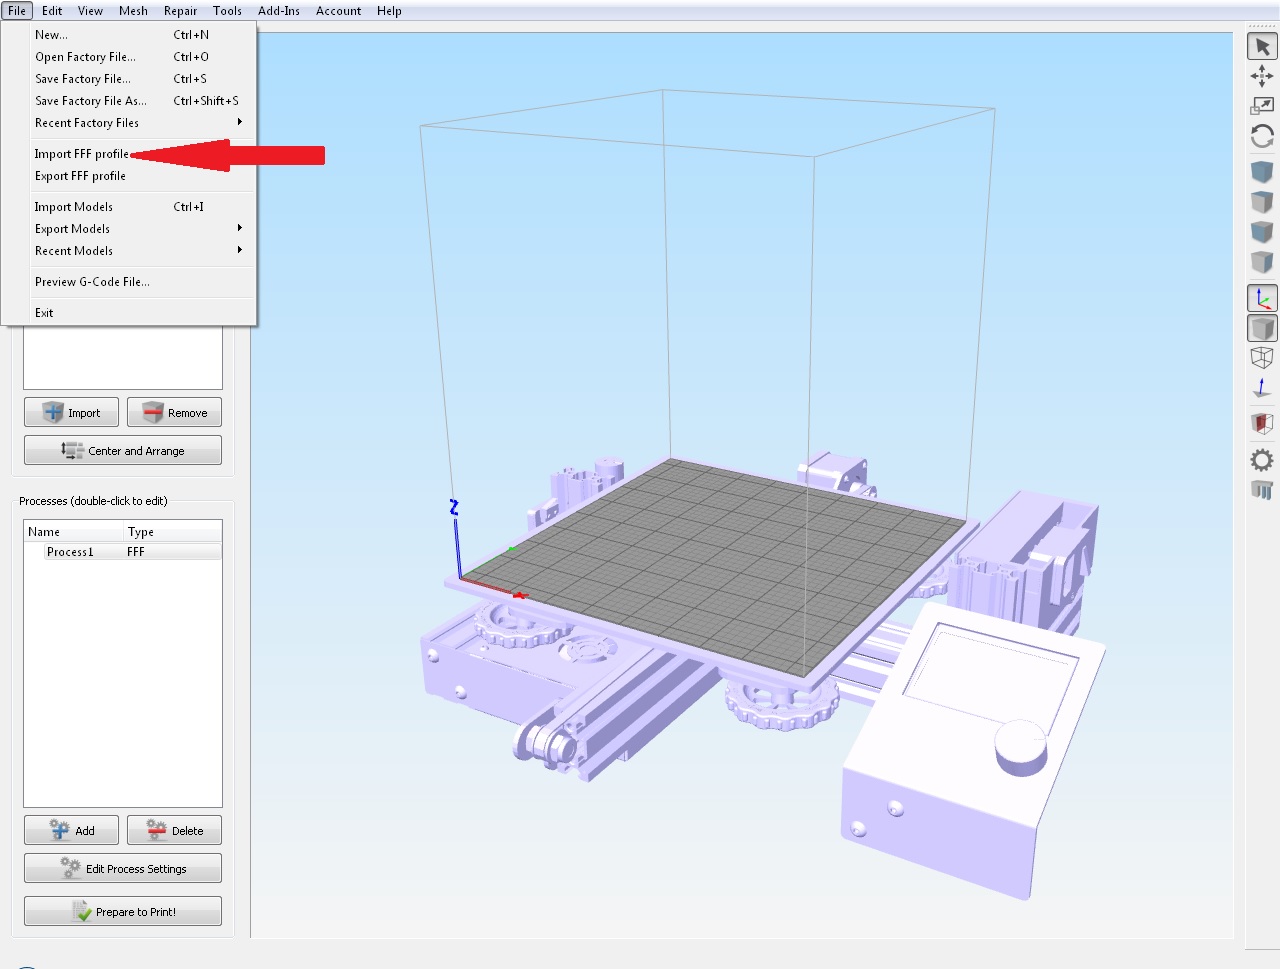 File Edit View Mesh Repair Tools Add-Ins Account Help
New... Ctrl+N
Open Factory File... Ctrl+O
Save Factory File... Ctrl+S
Save Factory File As... Ctrl+Shift+S
Recent Factory Files
Import FFF profile
Export FFF profile
Import Models Ctrl+I
Export Models
Recent Models
Preview G-Code File...
Exit
Import Remove
Center and Arrange
Processes (double-click to edit)
Name Type
Process1 FFF
Add Delete
Edit Process Settings
Prepare to Print!
Z